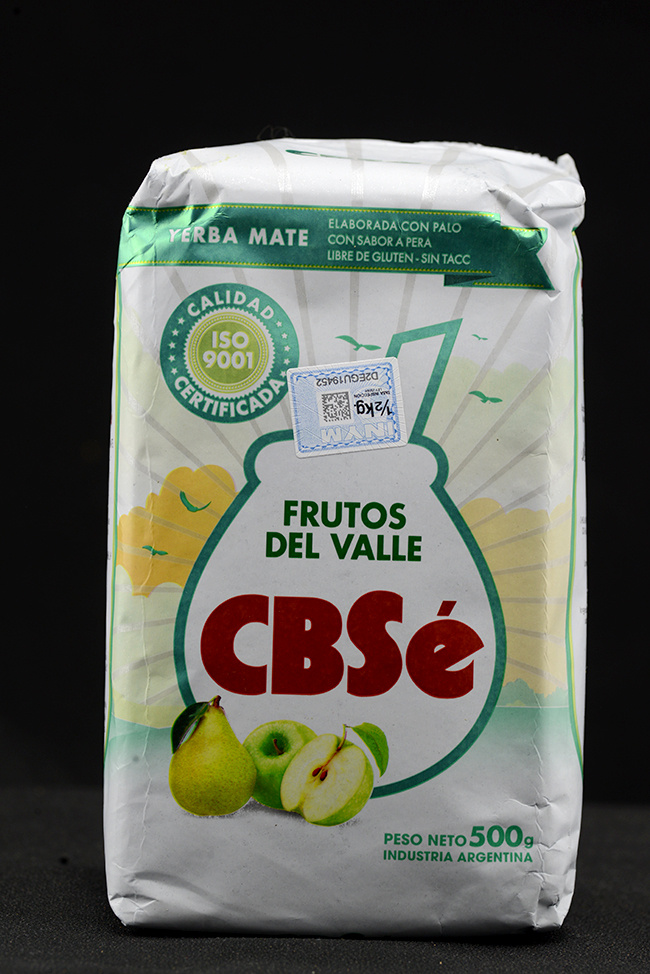 YERBA MATE
ELABORADA CON PALO
CON SABOR A PERA
LIBRE DE GLUTEN - SIN TACC
CALIDAD
ISO
9001
CERTIFICADA
D2EGU19452
1/2kg
INYM
FRUTOS
DEL VALLE
CBSé
PESO NETO 500g
INDUSTRIA ARGENTINA